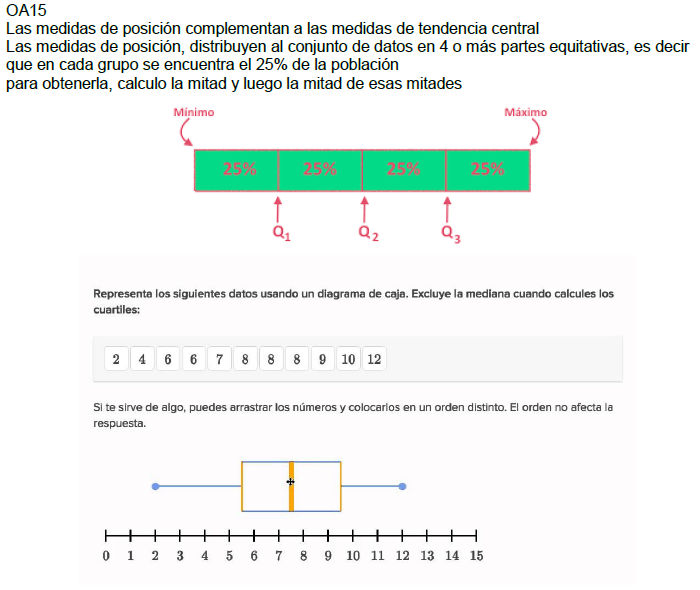 OA15
Las medidas de posición complementan a las medidas de tendencia central
Las medidas de posición, distribuyen al conjunto de datos en 4 o más partes equitativas, es decir
que en cada grupo se encuentra el 25% de la población
para obtenerla, calculo la mitad y luego la mitad de esas mitades
Mínimo Máximo
25% 25% 25% 25%
Q1 Q2 Q3
Representa los siguientes datos usando un diagrama de caja. Excluye la mediana cuando calcules los
cuartiles:
2 4 6 6 7 8 8 8 9 10 12
Si te sirve de algo, puedes arrastrar los números y colocarlos en un orden distinto. El orden no afecta la
respuesta.
0 1 2 3 4 5 6 7 8 9 10 11 12 13 14 15